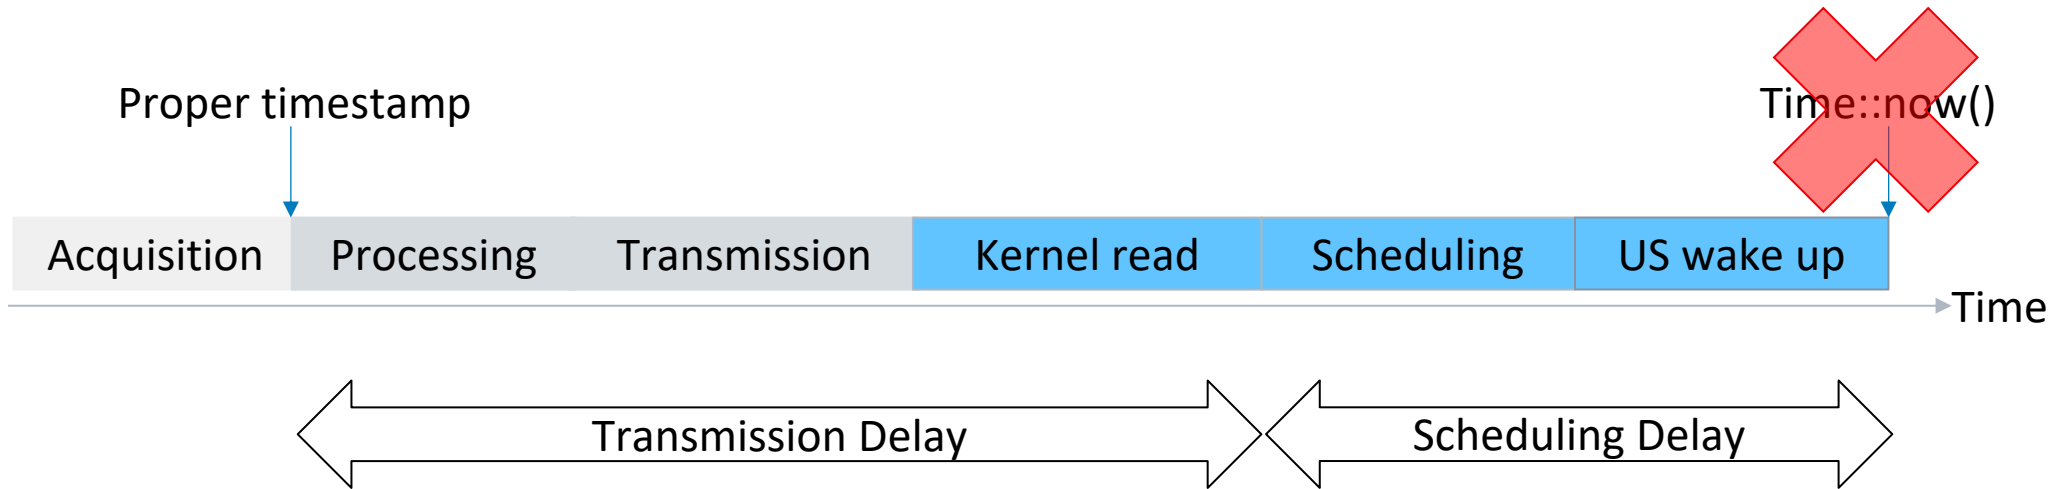 Proper timestamp
Time::now()
Acquisition
Processing
Transmission
Kernel read
Scheduling
US wake up
Time
Transmission Delay
Scheduling Delay